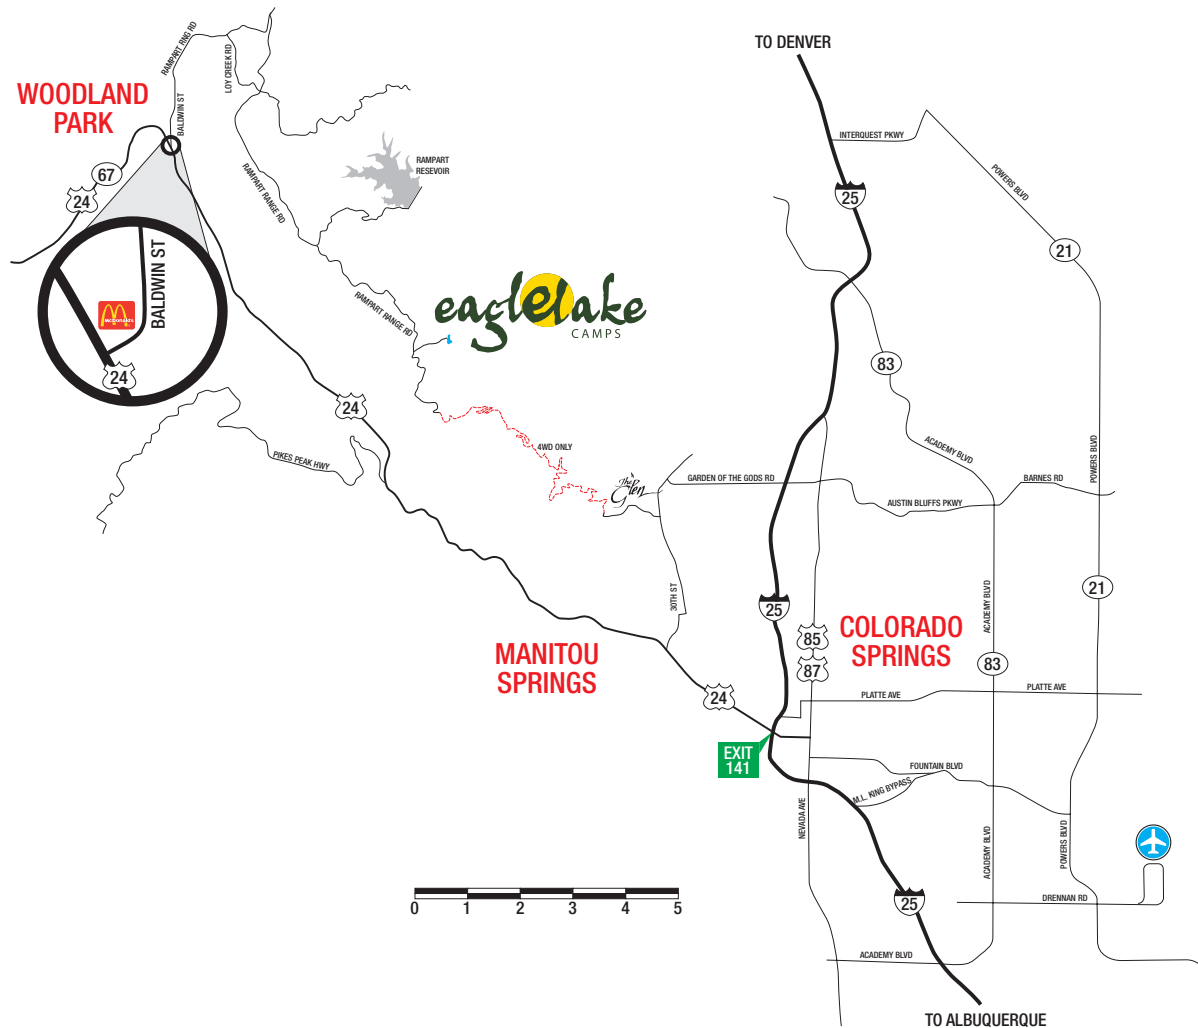 TO DENVER
RAMPART RNG RD
LOY CREEK RD
WOODLAND
PARK
BALDWIN ST
INTERQUEST PKWY
POWERS BLVD
RAMPART
RESEVOIR
67
24
25
RAMPART RANGE RD
21
BALDWIN ST
McDonald's
24
eaglelake
CAMPS
RAMPART RANGE RD
83
24
ACADEMY BLVD
POWERS BLVD
PIKES PEAK HWY
4WD ONLY
The
Glen
GARDEN OF THE GODS RD
BARNES RD
AUSTIN BLUFFS PKWY
30TH ST
25
ACADEMY BLVD
21
85
87
COLORADO
SPRINGS
MANITOU
SPRINGS
83
24
PLATTE AVE
PLATTE AVE
EXIT
141
FOUNTAIN BLVD
M.L. KING BYPASS
NEVADA AVE
ACADEMY BLVD
POWERS BLVD
0 1 2 3 4 5
25
DRENNAN RD
ACADEMY BLVD
TO ALBUQUERQUE